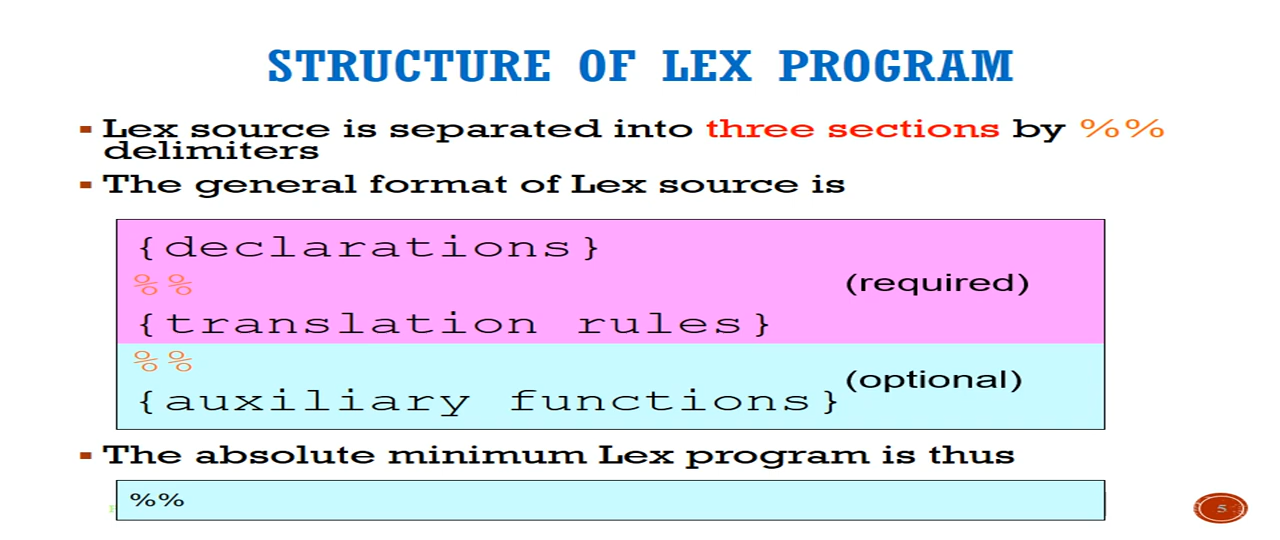 STRUCTURE OF LEX PROGRAM
▪ Lex source is separated into three sections by %%
delimiters
▪ The general format of Lex source is
{declarations}
%%
(required)
{translation rules}
%%
(optional)
{auxiliary functions}
▪ The absolute minimum Lex program is thus
%%
5